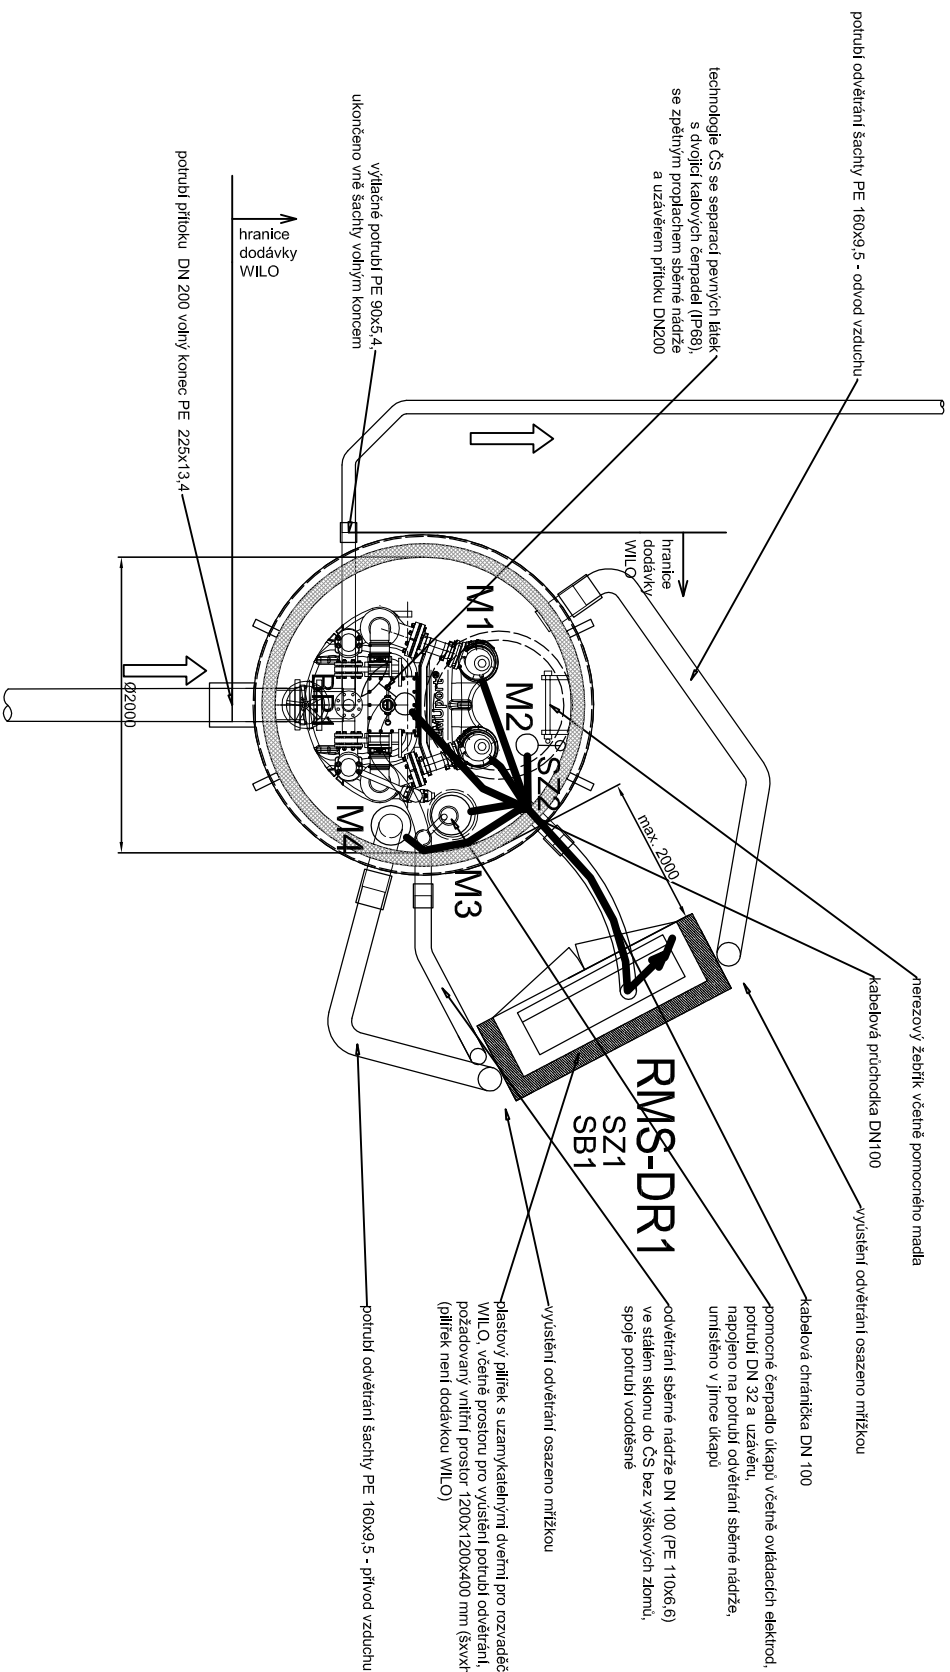 potrubí odvětrání šachty PE 160x9,5 - odvod vzduchu
technologie ČS se separací pevných látek
s dvojicí kalových čerpadel (IP68),
se zpětným proplachem sběrné nádrže
a uzávěrem přítoku DN200
výtlačné potrubí PE 90x5,4,
ukončeno vně šachty volným koncem
potrubí přítoku DN 200 volný konec PE 225x13,4
hranice
dodávky
WILO
hranice
dodávky
WILO
Ø2000
max. 2000
M1
M2
SZ2
M3
M4
BR1
RMS-DR1
SZ1
SB1
nerezový žebřík včetně pomocného madla
kabelová průchodka DN100
vyústění odvětrání osazeno mřížkou
kabelová chránička DN 100
pomocné čerpadlo úkapů včetně ovládacích elektrod,
potrubí DN 32 a uzávěru,
napojeno na potrubí odvětrání sběrné nádrže,
umístěno v jímce úkapů
odvětrání sběrné nádrže DN 100 (PE 110x6,6)
ve stálém sklonu do ČS bez výškových zlomů,
spoje potrubí vodotěsné
vyústění odvětrání osazeno mřížkou
plastový pilířek s uzamykatelnými dveřmi pro rozvaděč
WILO, včetně prostoru pro vyústění potrubí odvětrání,
požadovaný vnitřní prostor 1200x1200x400 mm (šxvxh
(pilířek není dodávkou WILO)
potrubí odvětrání šachty PE 160x9,5 - přívod vzduchu